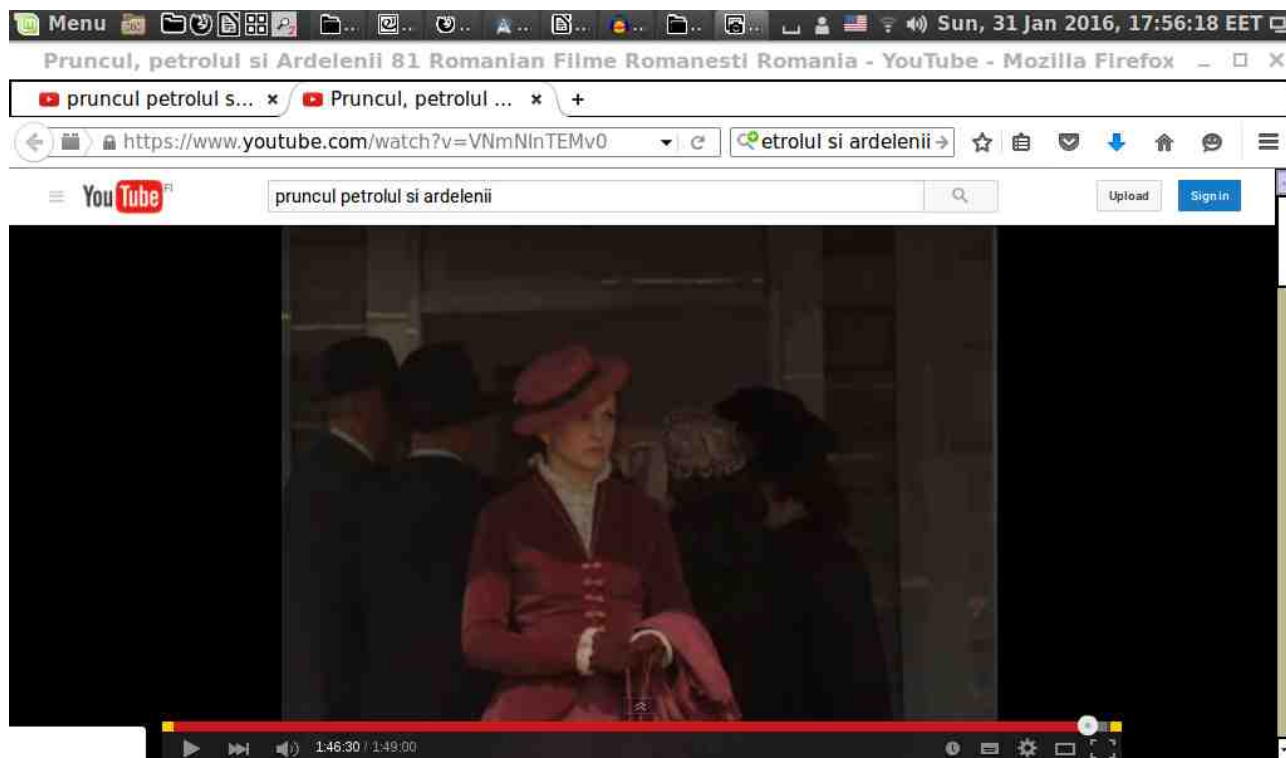 Menu ... .. .. .. .. .. .. .. Sun, 31 Jan 2016, 17:56:18 EET
Pruncul, petrolul si Ardelenii 81 Romanian Filme Romanesti Romania - YouTube - Mozilla Firefox
pruncul petrolul s... × Pruncul, petrolul ... × +
https://www.youtube.com/watch?v=VNmNInTEMv0 etrolul si ardelenii
YouTube FI pruncul petrolul si ardelenii Upload Sign in
1:46:30 / 1:49:00